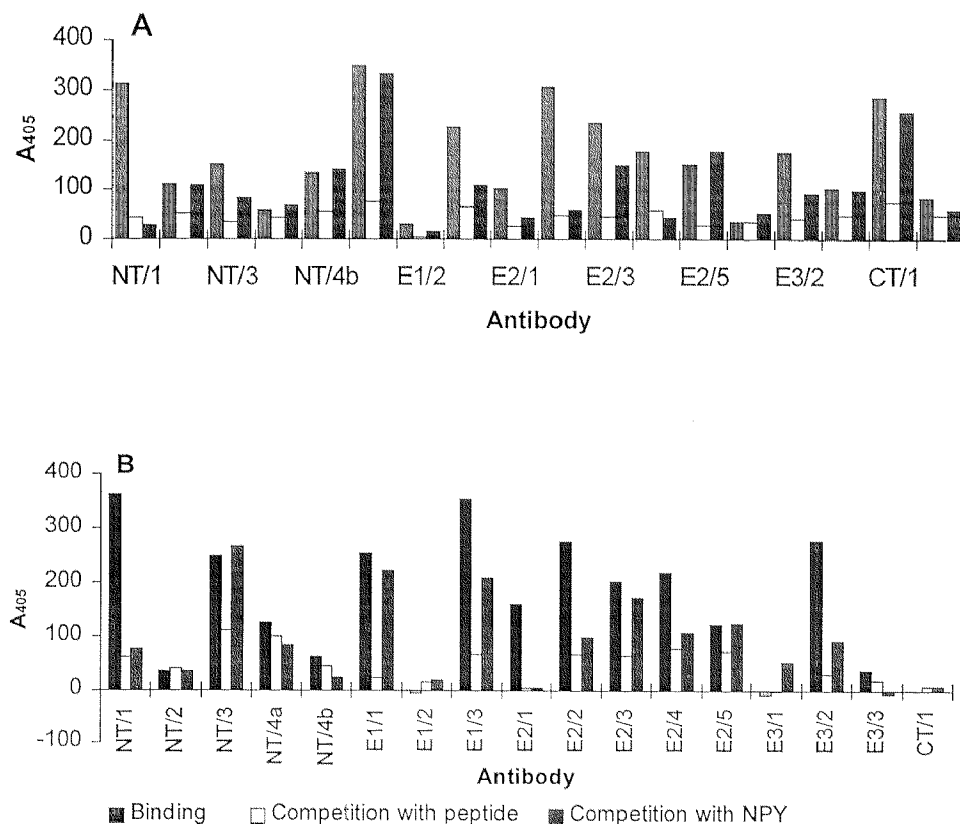 A
400
300
200
100
0
A405
NT/1 NT/3 NT/4b E1/2 E2/1 E2/3 E2/5 E3/2 CT/1
Antibody
B
400
300
200
100
0
-100
A405
NT/1 NT/2 NT/3 NT/4a NT/4b E1/1 E1/2 E1/3 E2/1 E2/2 E2/3 E2/4 E2/5 E3/1 E3/2 E3/3 CT/1
Antibody
Binding Competition with peptide Competition with NPY